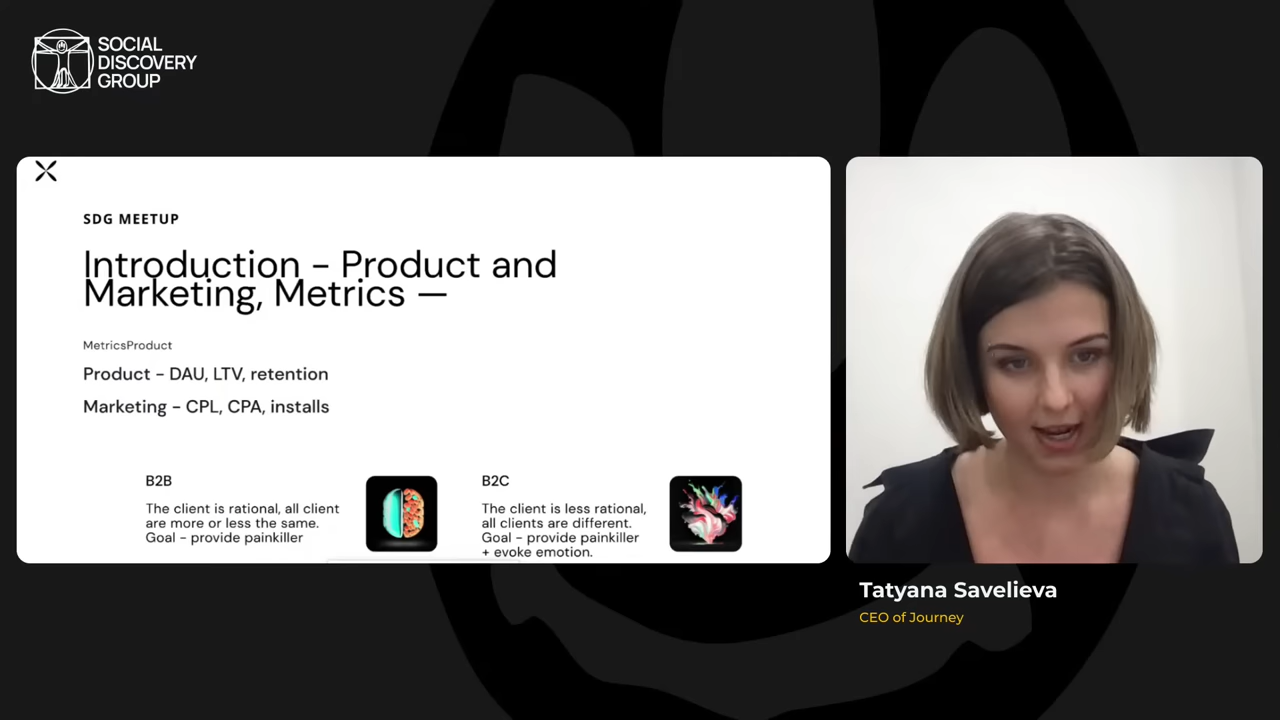 SOCIAL
DISCOVERY
GROUP
SDG MEETUP
Introduction - Product and
Marketing, Metrics —
MetricsProduct
Product - DAU, LTV, retention
Marketing - CPL, CPA, installs
B2B
The client is rational, all client
are more or less the same.
Goal - provide painkiller
B2C
The client is less rational,
all clients are different.
Goal - provide painkiller
+ evoke emotion.
Tatyana Savelieva
CEO of Journey